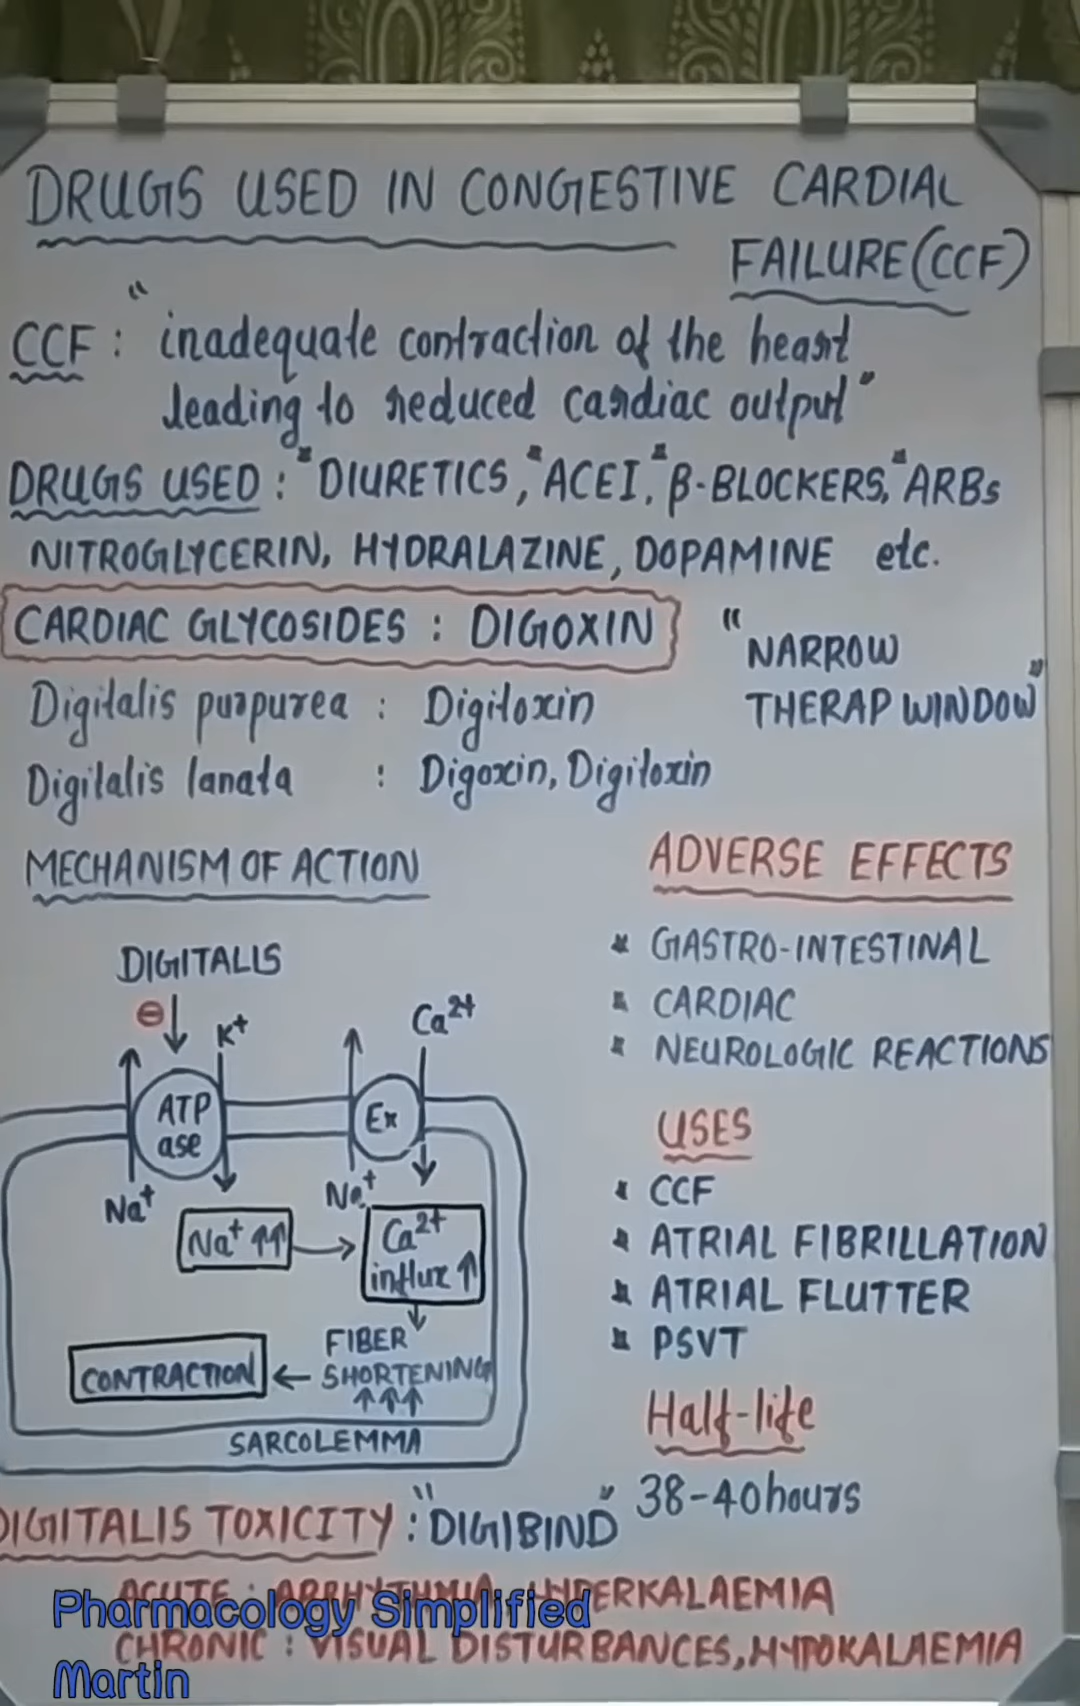 DRUGS USED IN CONGESTIVE CARDIAL
FAILURE (CCF)
CCF : "inadequate contraction of the heart
leading to reduced cardiac output"
DRUGS USED : * DIURETICS, * ACEI, * β-BLOCKERS, * ARBs
NITROGLYCERIN, HYDRALAZINE, DOPAMINE etc.
CARDIAC GLYCOSIDES : DIGOXIN
"NARROW
THERAP WINDOW"
Digitalis purpurea : Digitoxin
Digitalis lanata : Digoxin, Digitoxin
MECHANISM OF ACTION
DIGITALIS
⊖ ↓
K⁺
Ca²⁺
ATP
ase
Ex
Na⁺
Na⁺
Na⁺ ↑↑ →
Ca²⁺
influx ↑
↓
FIBER
CONTRACTION ← SHORTENING
↑↑↑
SARCOLEMMA
ADVERSE EFFECTS
* GASTRO-INTESTINAL
* CARDIAC
* NEUROLOGIC REACTIONS
USES
* CCF
* ATRIAL FIBRILLATION
* ATRIAL FLUTTER
* PSVT
Half-life
38-40 hours
DIGITALIS TOXICITY : "DIGIBIND"
ACUTE : ARRHYTHMIA, HYPERKALAEMIA
CHRONIC : VISUAL DISTURBANCES, HYPOKALAEMIA
Pharmacology Simplified
Martin